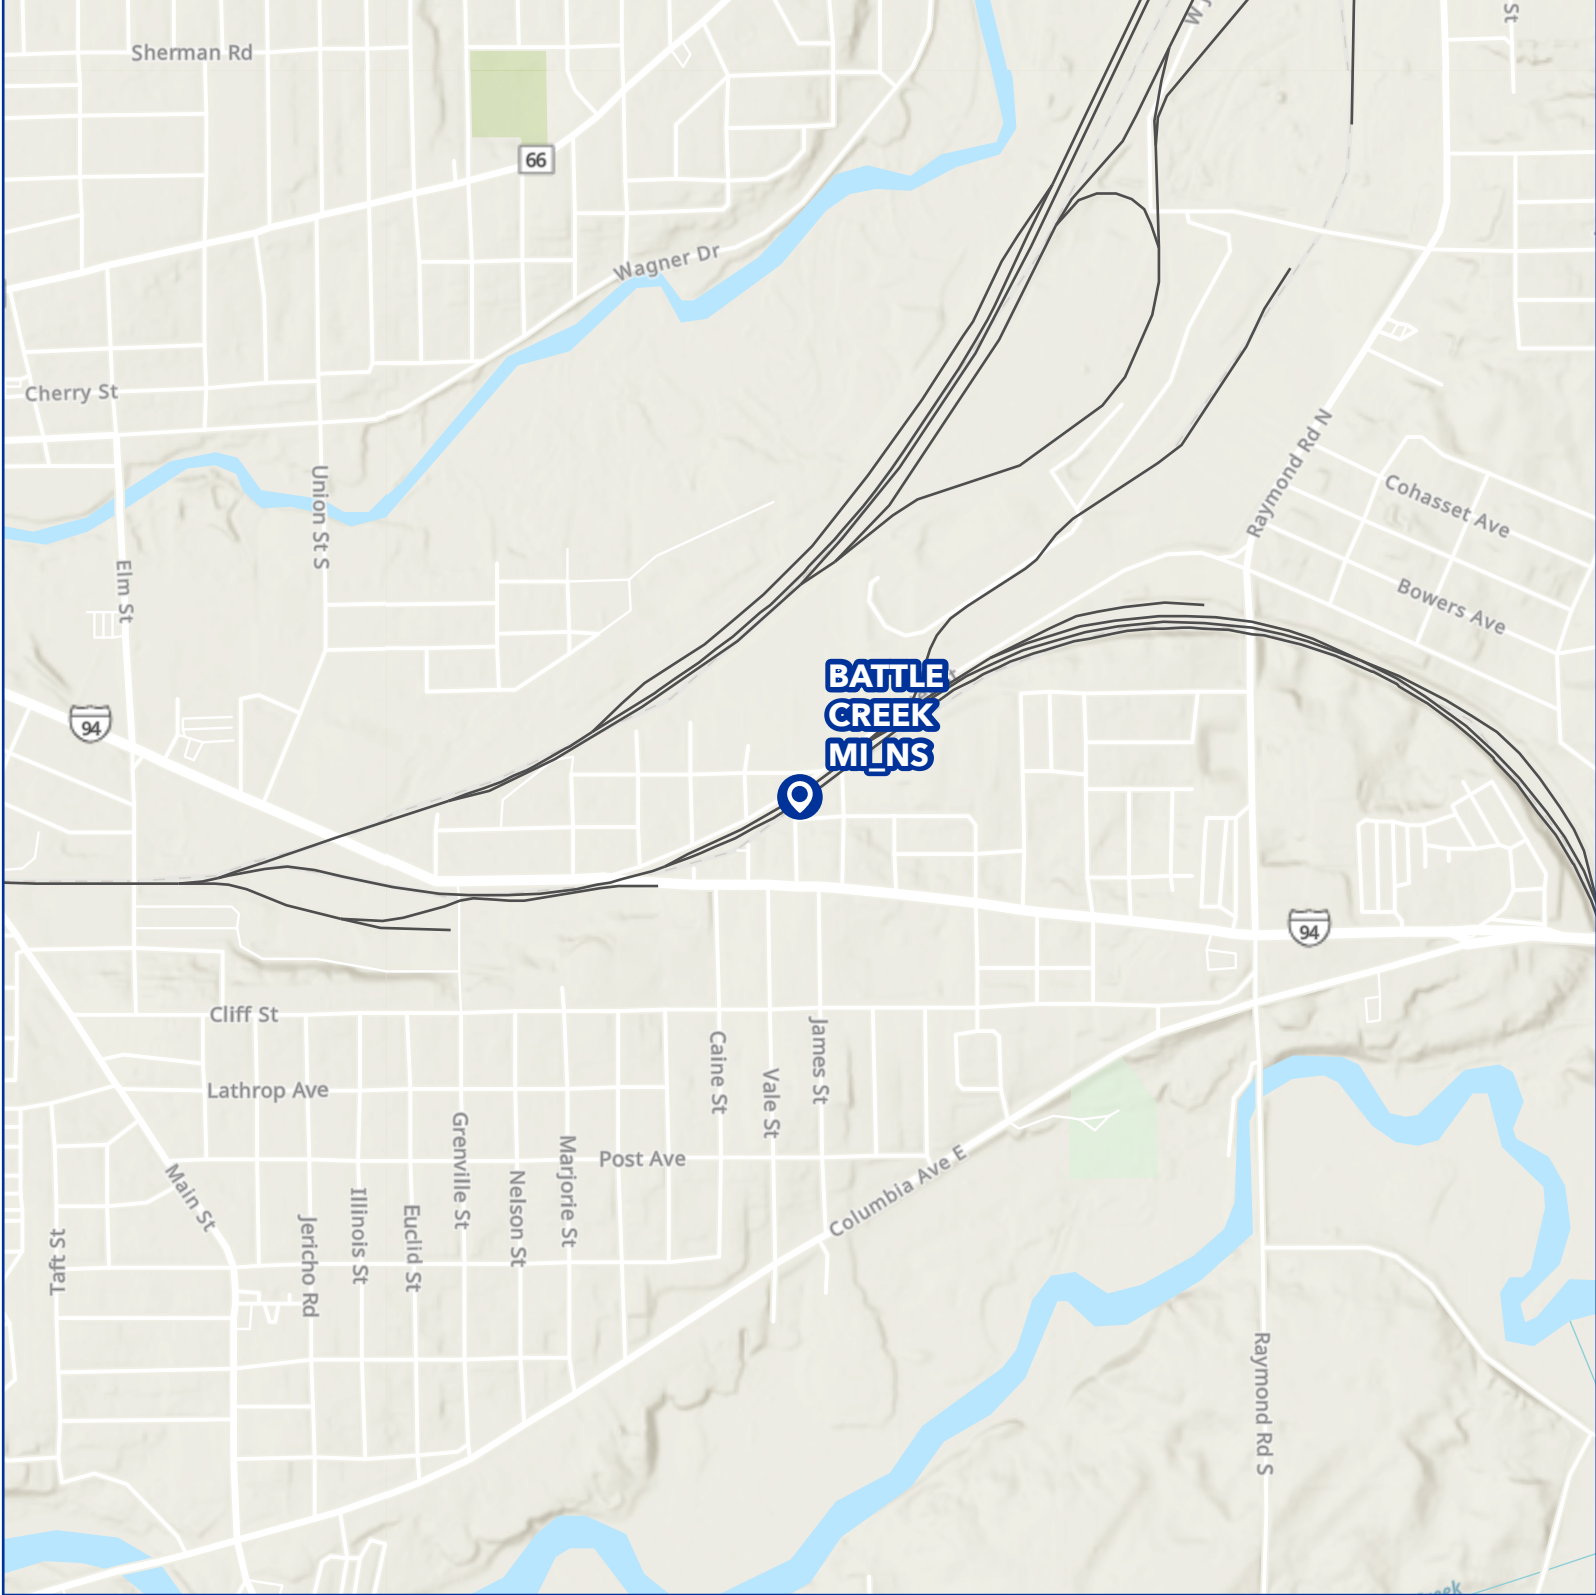 Sherman Rd
St
66
Wagner Dr
Cherry St
Union St S
Elm St
Raymond Rd N
Cohasset Ave
Bowers Ave
BATTLE
CREEK
MI_NS
94
94
Cliff St
Lathrop Ave
Caine St
Vale St
James St
Grenville St
Marjorie St
Post Ave
Nelson St
Columbia Ave E
Main St
Illinois St
Euclid St
Jericho Rd
Taft St
Raymond Rd S